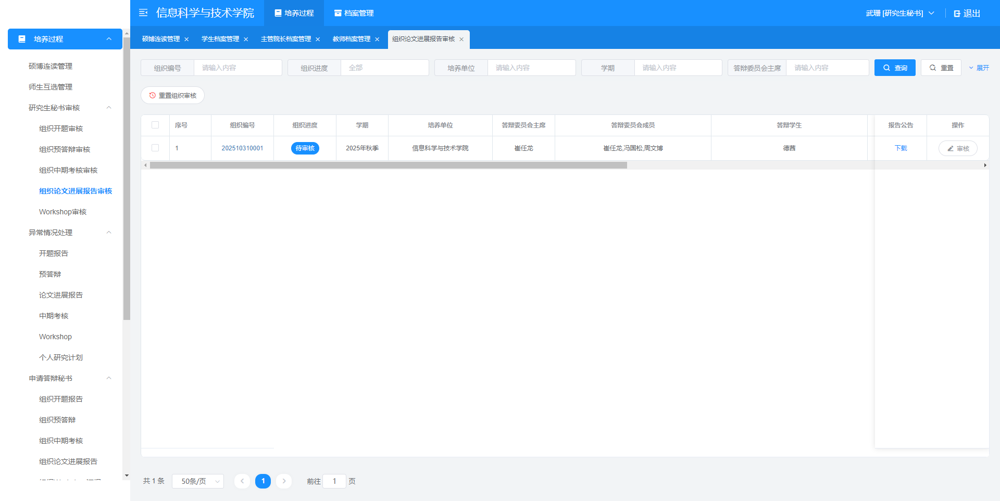 信息科学与技术学院
培养过程
档案管理
武珊 [研究生秘书]
退出
硕博连读管理
学生档案管理
主管院长档案管理
教师档案管理
组织论文进展报告审核
培养过程
硕博连读管理
师生互选管理
研究生秘书审核
组织开题审核
组织预答辩审核
组织中期考核审核
组织论文进展报告审核
Workshop审核
异常情况处理
开题报告
预答辩
论文进展报告
中期考核
Workshop
个人研究计划
申请答辩秘书
组织开题报告
组织预答辩
组织中期考核
组织论文进展报告
组织编号 请输入内容
组织进度 全部
培养单位 请输入内容
学期 请输入内容
答辩委员会主席 请输入内容
查询
重置
展开
重置组织审核
序号 组织编号 组织进度 学期 培养单位 答辩委员会主席 答辩委员会成员 答辩学生 报告公告 操作
1 202510310001 待审核 2025年秋季 信息科学与技术学院 崔任龙 崔任龙,冯国松,周文博 德茜 下载 审核
共 1 条 50条/页 1 前往 1 页